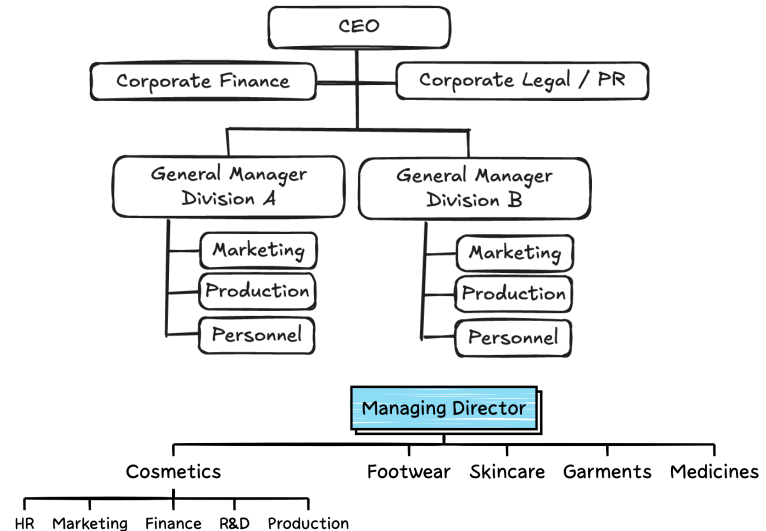 CEO
Corporate Finance
Corporate Legal / PR
General Manager
Division A
General Manager
Division B
Marketing
Production
Personnel
Marketing
Production
Personnel
Managing Director
Cosmetics
Footwear
Skincare
Garments
Medicines
HR
Marketing
Finance
R&D
Production